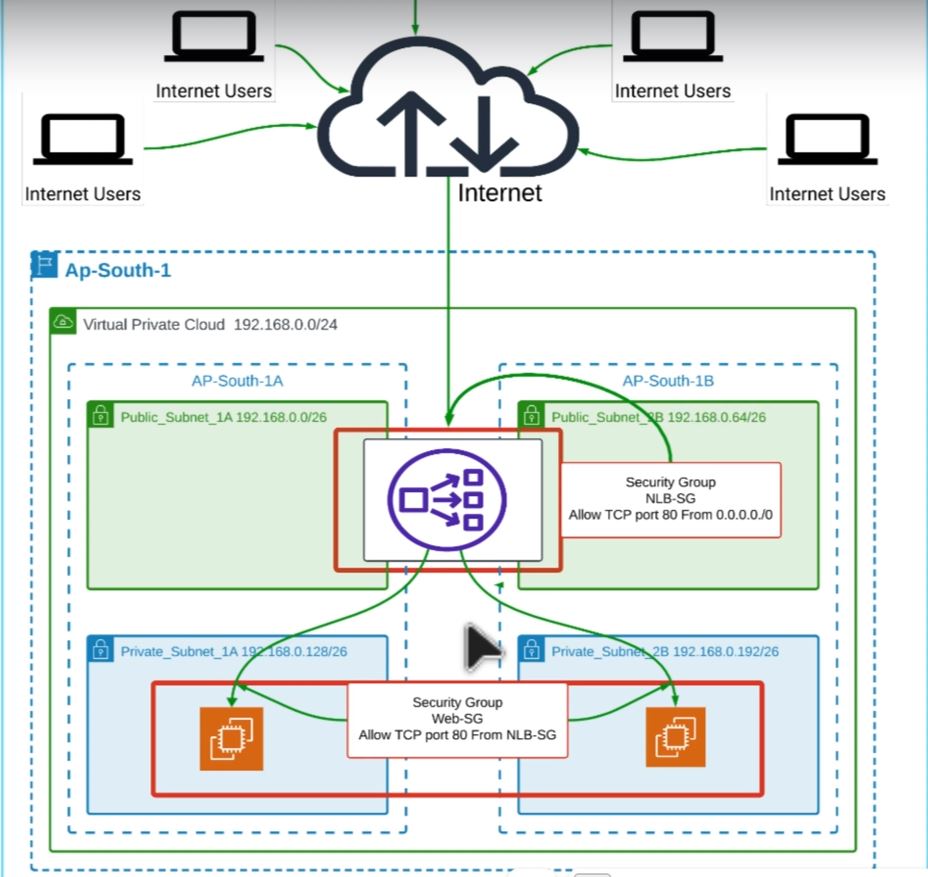 Internet Users
Internet Users
Internet Users
Internet Users
Internet
Ap-South-1
Virtual Private Cloud 192.168.0.0/24
AP-South-1A
AP-South-1B
Public_Subnet_1A 192.168.0.0/26
Public_Subnet_2B 192.168.0.64/26
Security Group
NLB-SG
Allow TCP port 80 From 0.0.0.0./0
Private_Subnet_1A 192.168.0.128/26
Private_Subnet_2B 192.168.0.192/26
Security Group
Web-SG
Allow TCP port 80 From NLB-SG